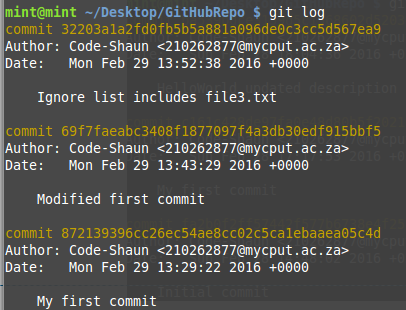 mint@mint ~/Desktop/GitHubRepo $ git log
commit 32203a1a2fd0fb5b5a881a096de0c3cc5d567ea9
Author: Code-Shaun <210262877@mycput.ac.za>
Date:   Mon Feb 29 13:52:38 2016 +0000
Ignore list includes file3.txt
commit 69f7faeabc3408f1877097f4a3db30edf915bbf5
Author: Code-Shaun <210262877@mycput.ac.za>
Date:   Mon Feb 29 13:43:29 2016 +0000
Modified first commit
commit 872139396cc26ec54ae8cc02c5ca1ebaaea05c4d
Author: Code-Shaun <210262877@mycput.ac.za>
Date:   Mon Feb 29 13:29:22 2016 +0000
My first commit